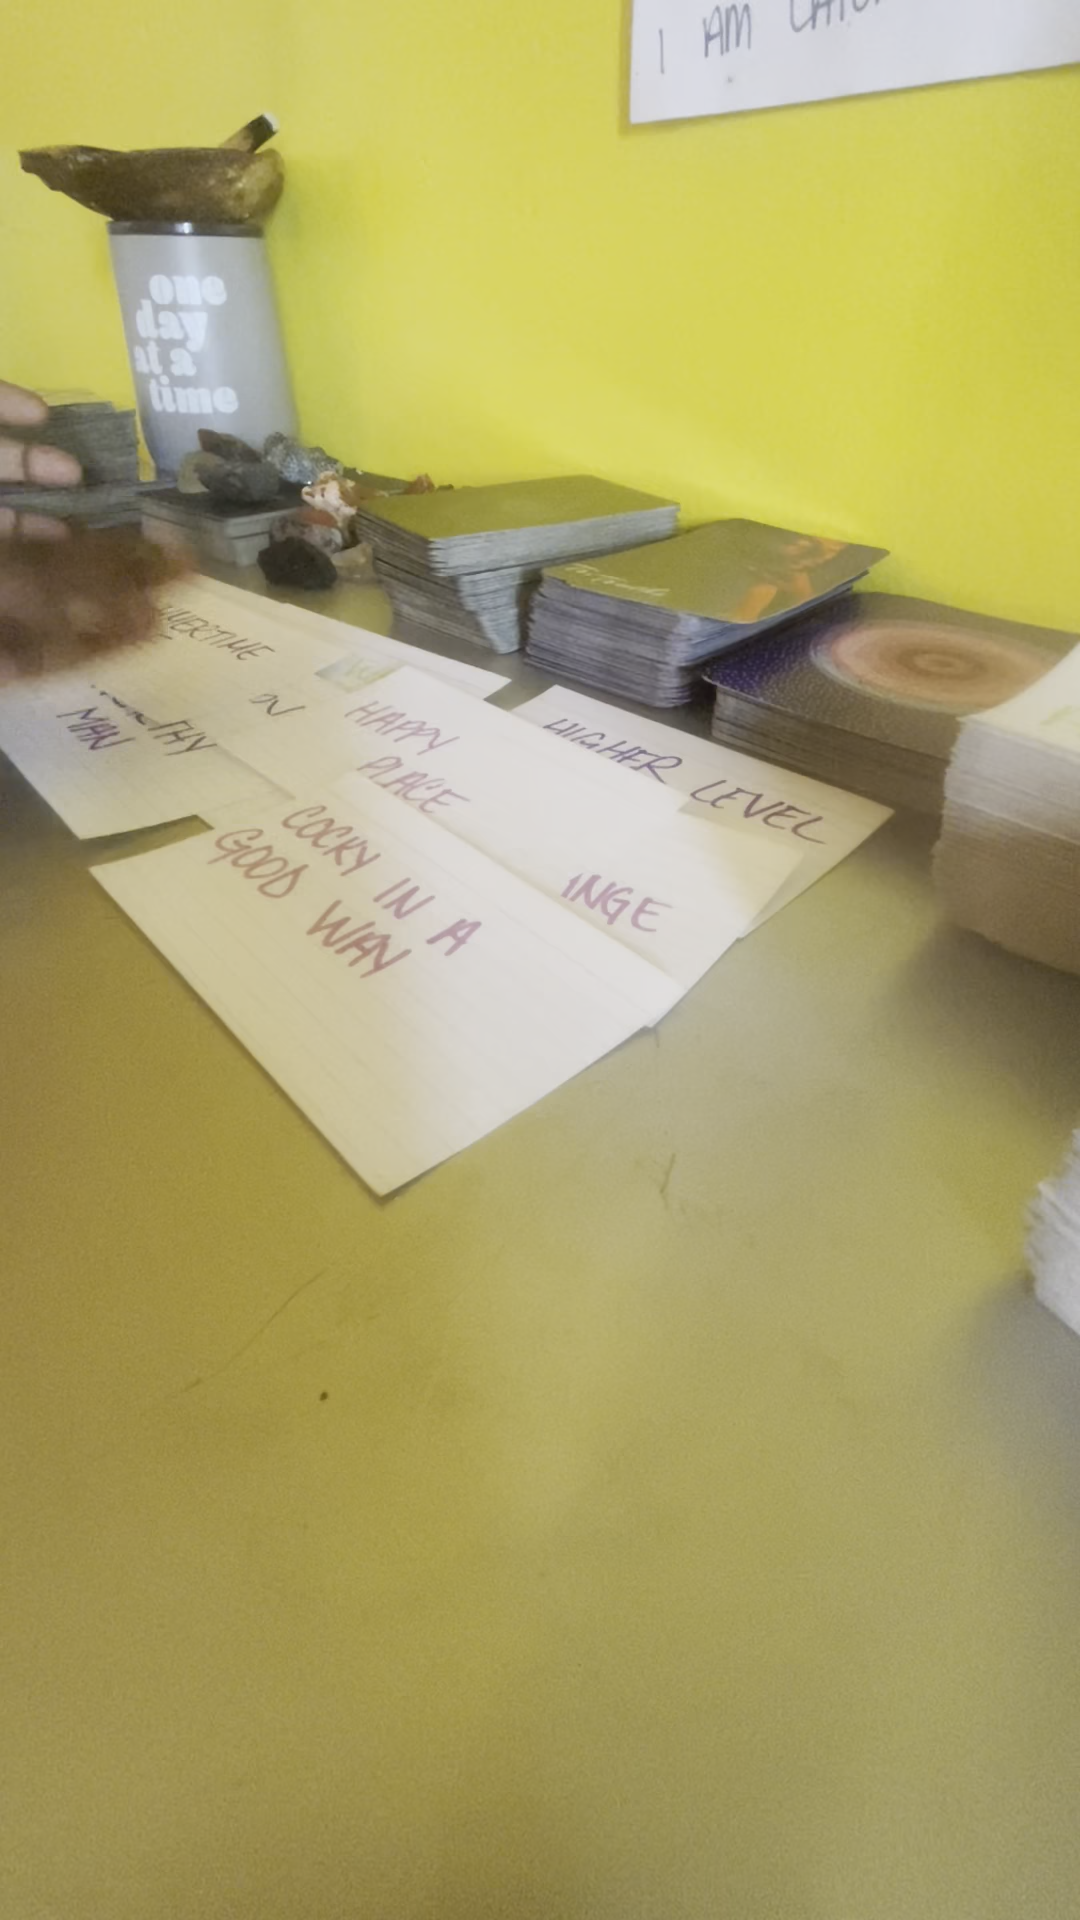 I AM
one
day
at a
time
ON
MAN
HAPPY
PLACE
HIGHER LEVEL
INGE
COCKY IN A
GOOD WAY